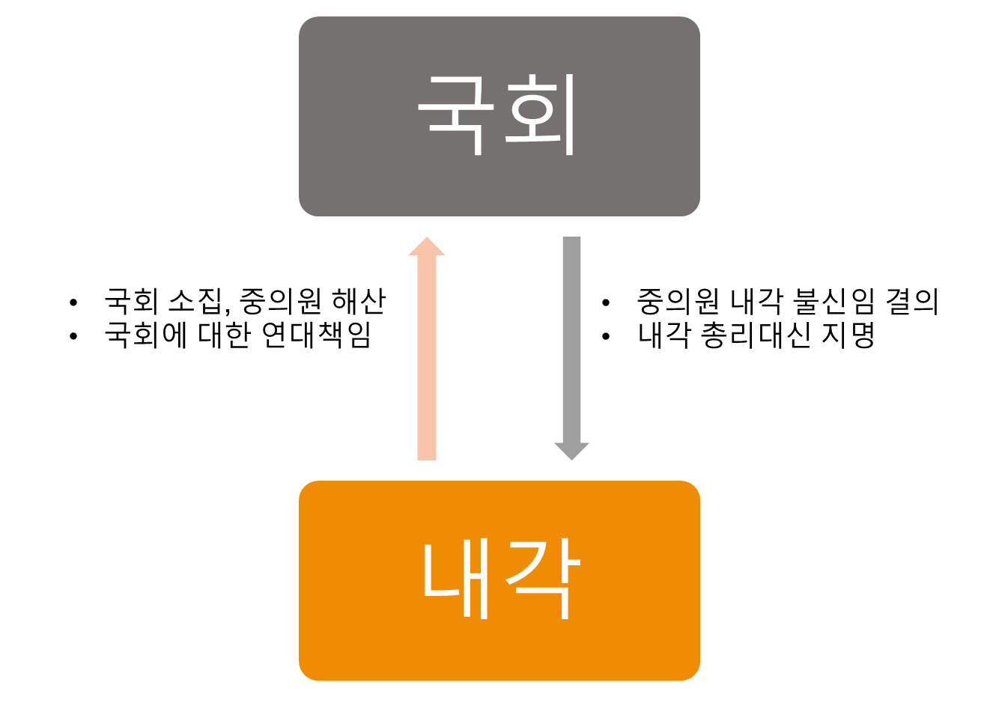 국회
• 국회 소집, 중의원 해산
• 국회에 대한 연대책임
• 중의원 내각 불신임 결의
• 내각 총리대신 지명
내각